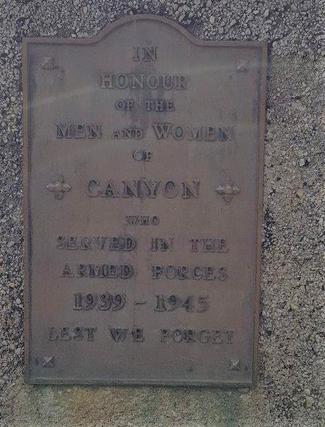 IN
HONOUR
OF THE
MEN AND WOMEN
OF
CANYON
WHO
SERVED IN THE
ARMED FORCES
1939 - 1945
LEST WE FORGET